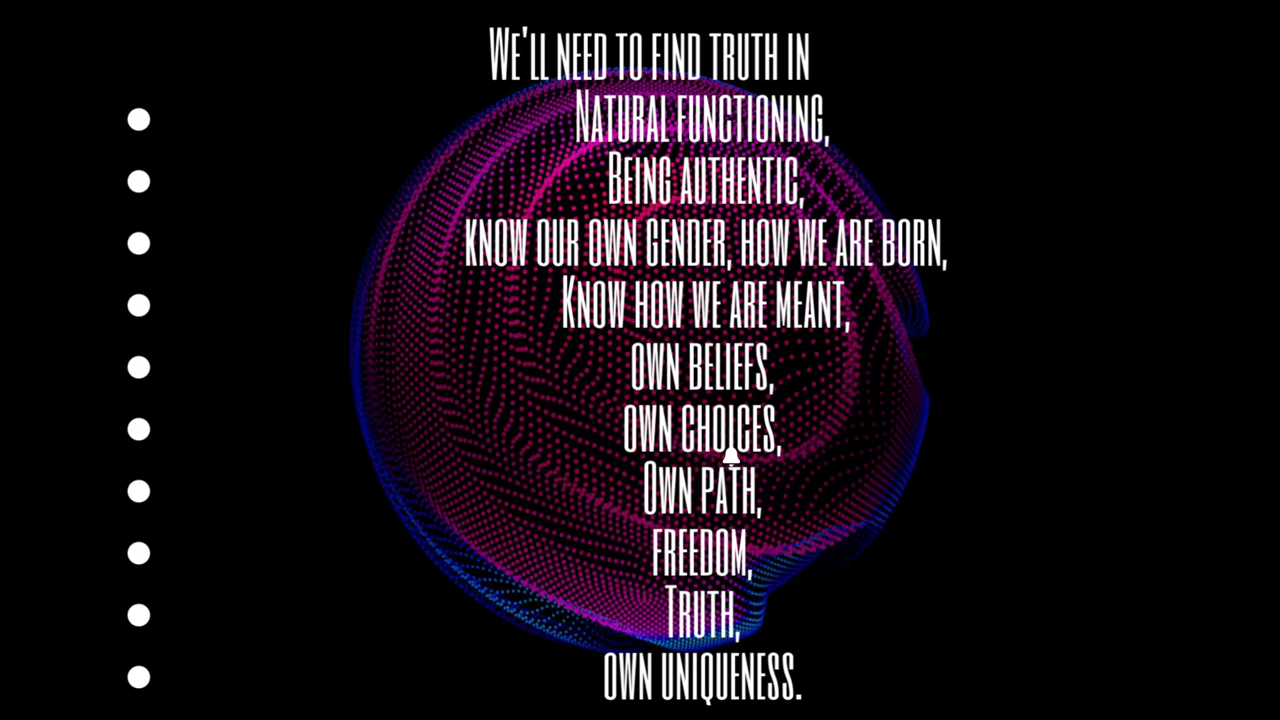 We'll need to find truth in
Natural functioning,
Being authentic,
know our own gender, how we are born,
Know how we are meant,
own beliefs,
own choices,
Own path,
freedom,
Truth,
own uniqueness.